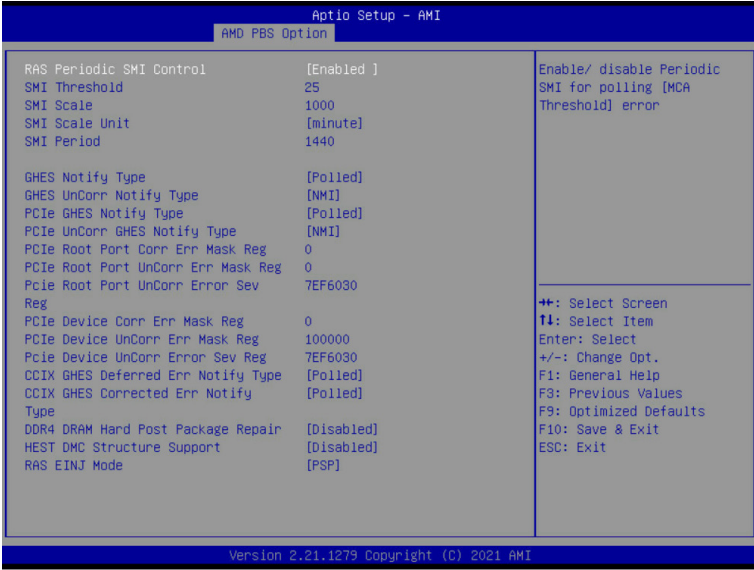 Aptio Setup – AMI
AMD PBS Option
RAS Periodic SMI Control [Enabled ]
SMI Threshold 25
SMI Scale 1000
SMI Scale Unit [minute]
SMI Period 1440
GHES Notify Type [Polled]
GHES UnCorr Notify Type [NMI]
PCIe GHES Notify Type [Polled]
PCIe UnCorr GHES Notify Type [NMI]
PCIe Root Port Corr Err Mask Reg 0
PCIe Root Port UnCorr Err Mask Reg 0
Pcie Root Port UnCorr Error Sev 7EF6030
Reg
PCIe Device Corr Err Mask Reg 0
PCIe Device UnCorr Err Mask Reg 100000
Pcie Device UnCorr Error Sev Reg 7EF6030
CCIX GHES Deferred Err Notify Type [Polled]
CCIX GHES Corrected Err Notify [Polled]
Type
DDR4 DRAM Hard Post Package Repair [Disabled]
HEST DMC Structure Support [Disabled]
RAS EINJ Mode [PSP]
Enable/ disable Periodic
SMI for polling [MCA
Threshold] error
→←: Select Screen
↑↓: Select Item
Enter: Select
+/-: Change Opt.
F1: General Help
F3: Previous Values
F9: Optimized Defaults
F10: Save & Exit
ESC: Exit
Version 2.21.1279 Copyright (C) 2021 AMI